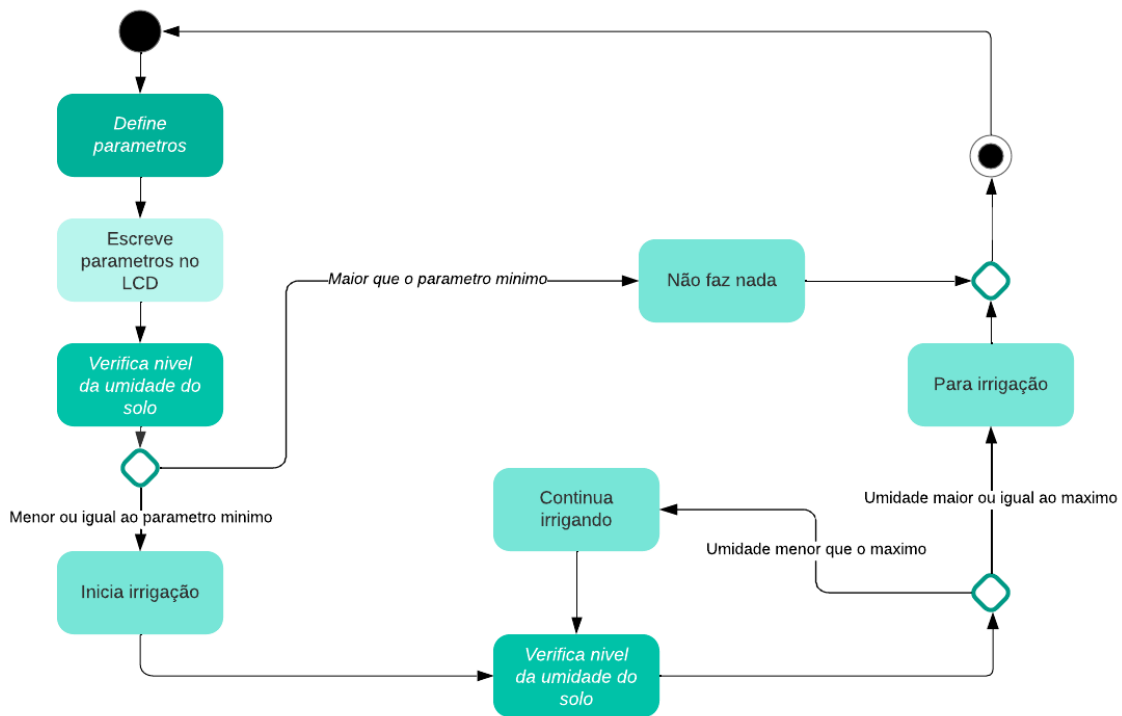 Define
parametros
Escreve
parametros no
LCD
Maior que o parametro minimo
Não faz nada
Verifica nivel
da umidade do
solo
Para irrigação
Menor ou igual ao parametro minimo
Continua
irrigando
Umidade maior ou igual ao maximo
Umidade menor que o maximo
Inicia irrigação
Verifica nivel
da umidade do
solo